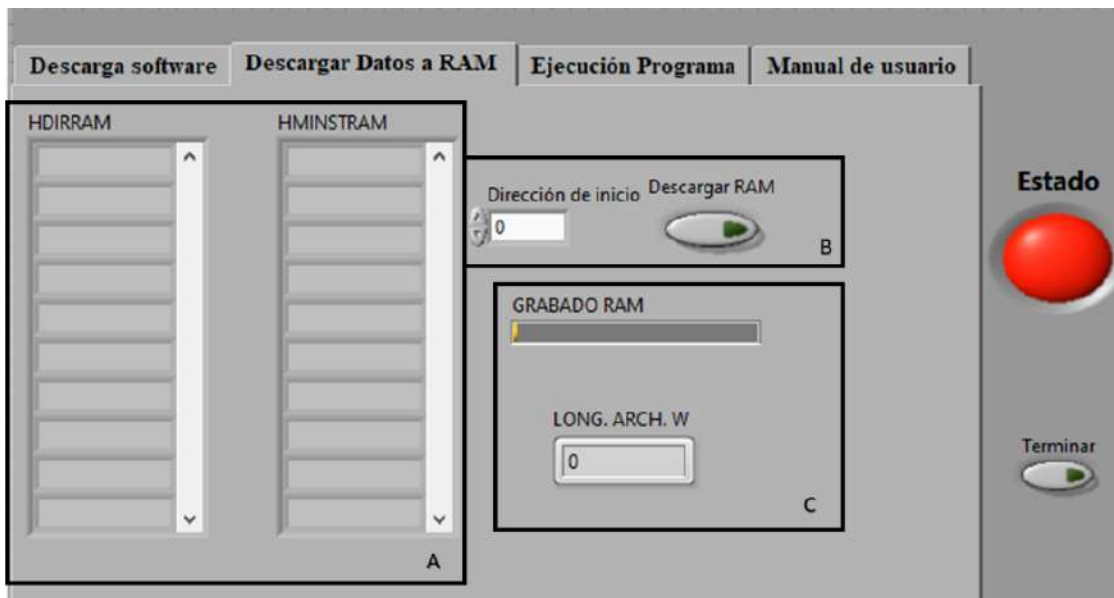 Descarga software
Descargar Datos a RAM
Ejecución Programa
Manual de usuario
HDIRRAM
HMINSTRAM
Dirección de inicio
Descargar RAM
0
B
Estado
GRABADO RAM
LONG. ARCH. W
0
C
Terminar
A